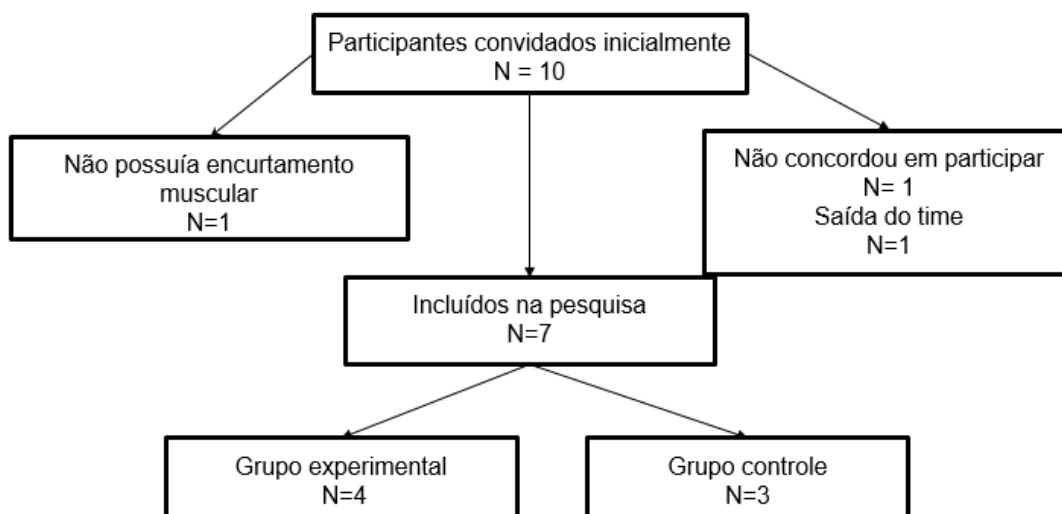 Participantes convidados inicialmente
N = 10
Não possuía encurtamento
muscular
N=1
Não concordou em participar
N= 1
Saída do time
N=1
Incluídos na pesquisa
N=7
Grupo experimental
N=4
Grupo controle
N=3